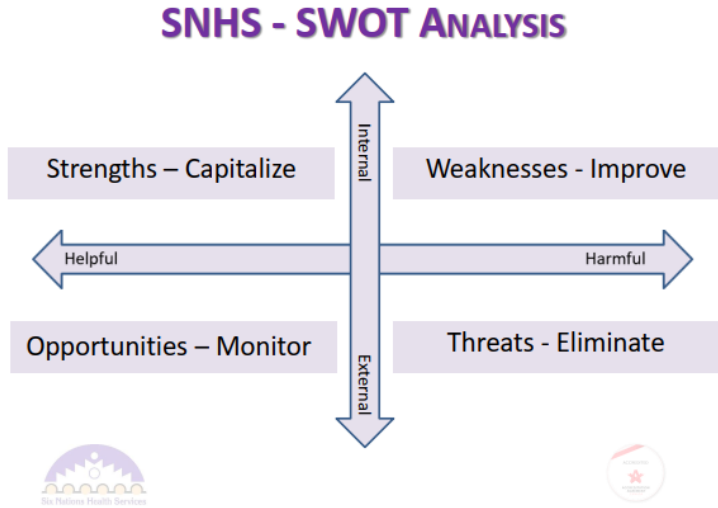 SNHS - SWOT ANALYSIS
Internal
Strengths – Capitalize
Weaknesses - Improve
Helpful
Harmful
Opportunities – Monitor
Threats - Eliminate
External
Six Nations Health Services